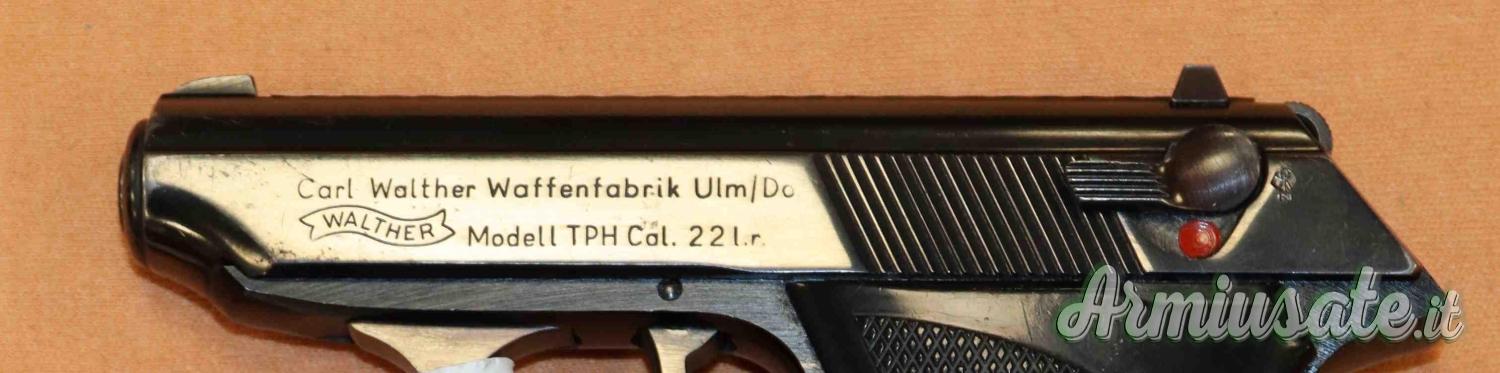 Carl Walther Waffenfabrik Ulm/Do
WALTHER
Modell TPH Cal. 22 l.r.
Armiusate.it